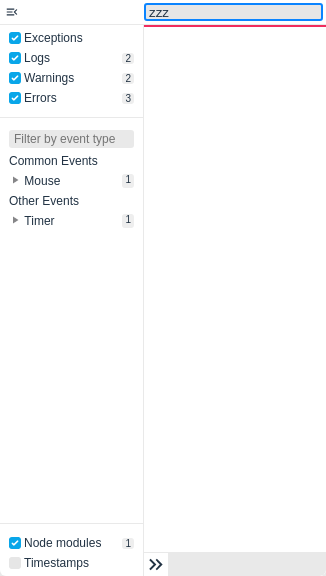 zzz
Exceptions
Logs 2
Warnings 2
Errors 3
Filter by event type
Common Events
Mouse 1
Other Events
Timer 1
Node modules 1
Timestamps